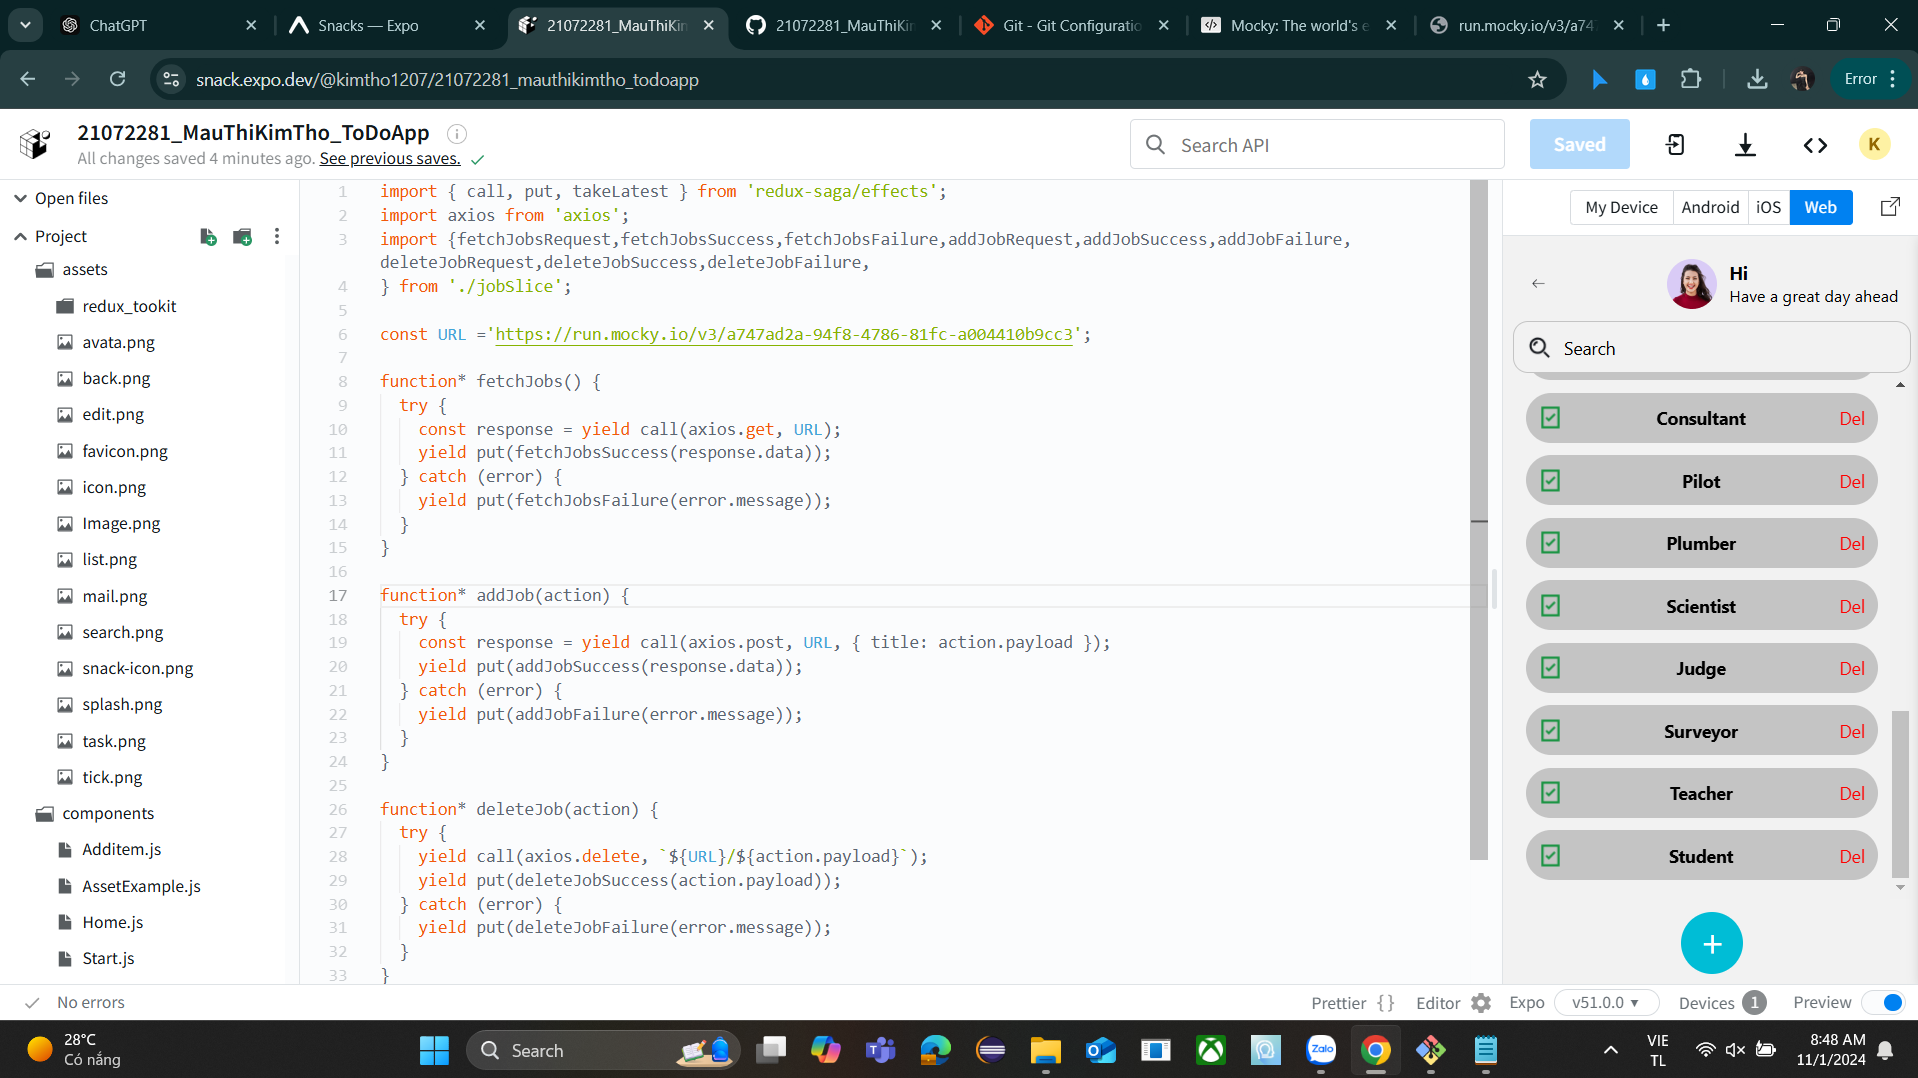 ChatGPT
Snacks — Expo
21072281_MauThiKin
21072281_MauThiKin
Git - Git Configuratio
Mocky: The world's e
run.mocky.io/v3/a747
snack.expo.dev/@kimtho1207/21072281_mauthikimtho_todoapp
Error
21072281_MauThiKimTho_ToDoApp
All changes saved 4 minutes ago. See previous saves.
Search API
Saved
K
Open files
Project
assets
redux_tookit
avata.png
back.png
edit.png
favicon.png
icon.png
Image.png
list.png
mail.png
search.png
snack-icon.png
splash.png
task.png
tick.png
components
Additem.js
AssetExample.js
Home.js
Start.js
1 import { call, put, takeLatest } from 'redux-saga/effects';
2 import axios from 'axios';
3 import {fetchJobsRequest,fetchJobsSuccess,fetchJobsFailure,addJobRequest,addJobSuccess,addJobFailure,
deleteJobRequest,deleteJobSuccess,deleteJobFailure,
4 } from './jobSlice';
5
6 const URL ='https://run.mocky.io/v3/a747ad2a-94f8-4786-81fc-a004410b9cc3';
7
8 function* fetchJobs() {
9 try {
10 const response = yield call(axios.get, URL);
11 yield put(fetchJobsSuccess(response.data));
12 } catch (error) {
13 yield put(fetchJobsFailure(error.message));
14 }
15 }
16
17 function* addJob(action) {
18 try {
19 const response = yield call(axios.post, URL, { title: action.payload });
20 yield put(addJobSuccess(response.data));
21 } catch (error) {
22 yield put(addJobFailure(error.message));
23 }
24 }
25
26 function* deleteJob(action) {
27 try {
28 yield call(axios.delete, `${URL}/${action.payload}`);
29 yield put(deleteJobSuccess(action.payload));
30 } catch (error) {
31 yield put(deleteJobFailure(error.message));
32 }
33 }
My Device Android iOS Web
Hi
Have a great day ahead
Search
Consultant Del
Pilot Del
Plumber Del
Scientist Del
Judge Del
Surveyor Del
Teacher Del
Student Del
+
No errors
Prettier { } Editor Expo v51.0.0 Devices 1 Preview
28°C
Có nắng
Search
Zalo
VIE
TL
8:48 AM
11/1/2024